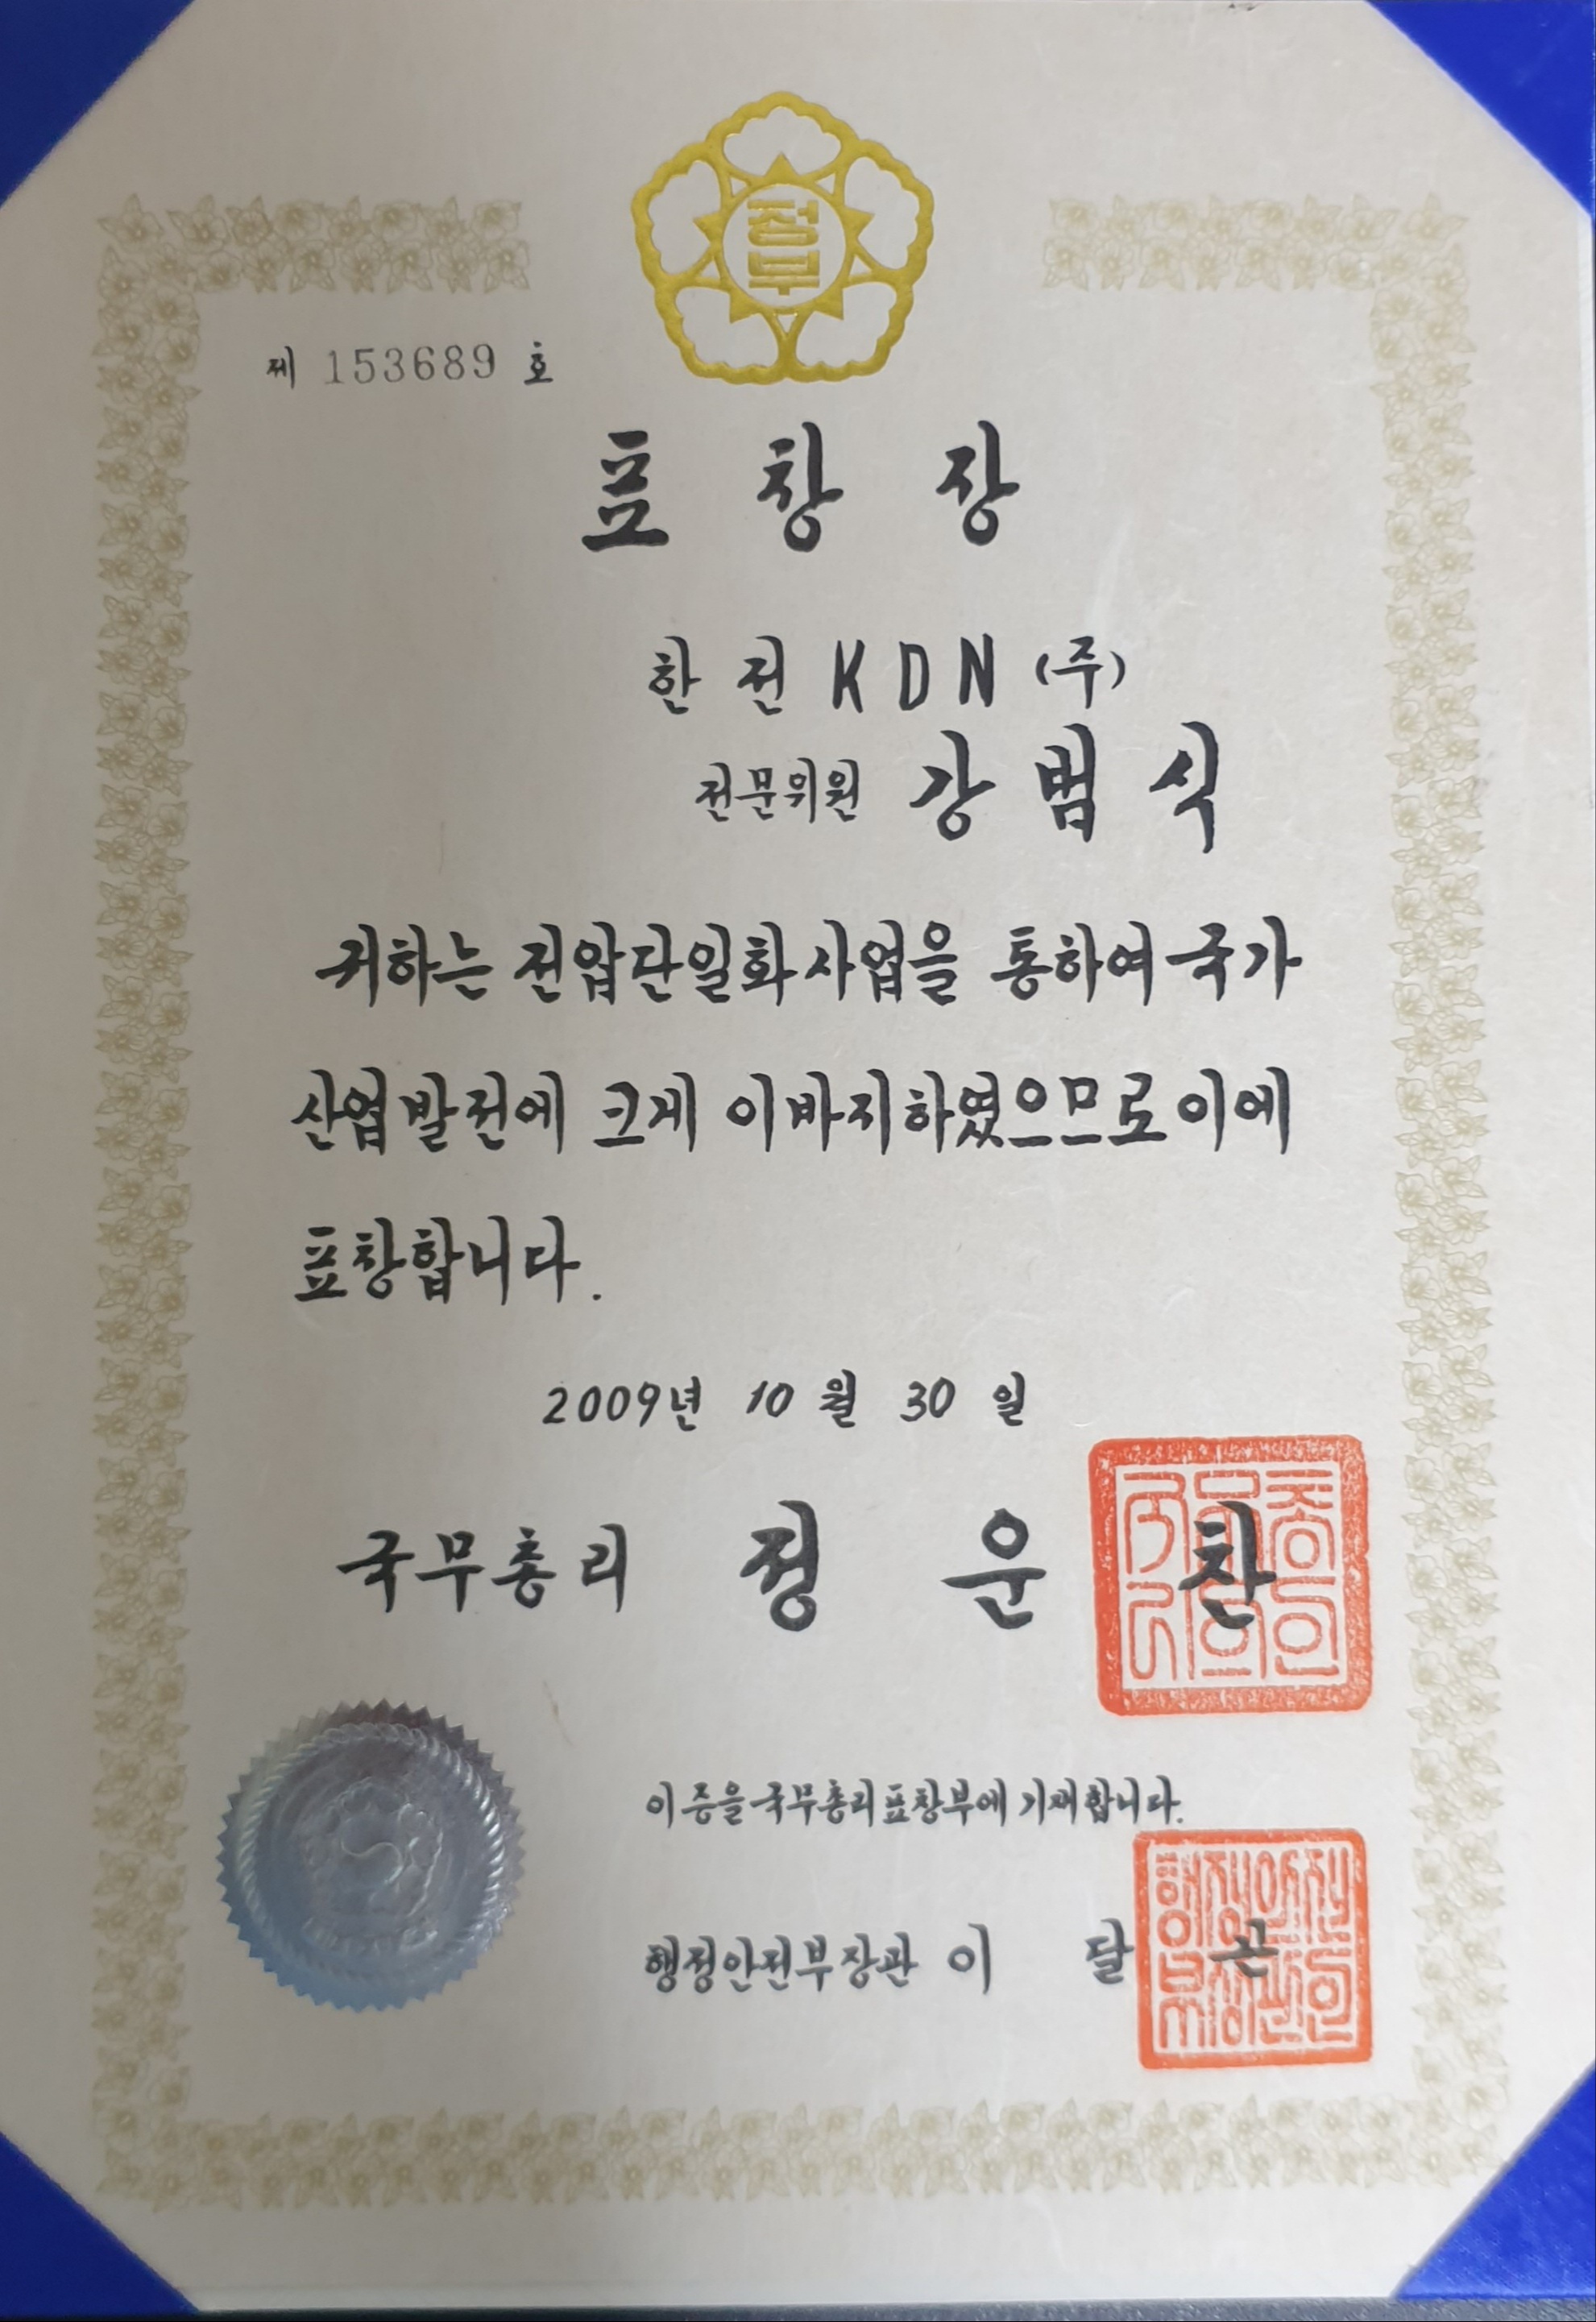 정부
제 153689 호
표 창 장
한 전 K D N (주)
전문위원 강 범 식
귀하는 전압단일화사업을 통하여 국가
산업발전에 크게 이바지하였으므로 이에
표창합니다.
2009년 10 월 30 일
국무총리 정 운 찬
이 증을 국무총리표창부에 기재합니다.
행정안전부장관 이 달 곤